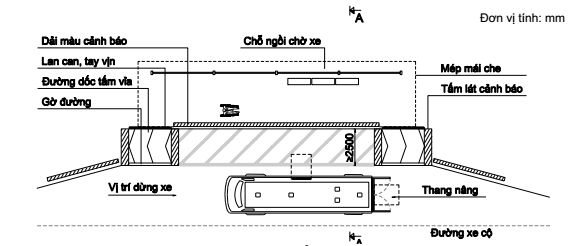 A
Đơn vị tính: mm
Dải màu cảnh báo
Chỗ ngồi chờ xe
Lan can, tay vịn
Mép mái che
Đường dốc tấm vỉa
Tấm lát cảnh báo
Gờ đường
≥2500
Vị trí dừng xe
Thang nâng
Đường xe cộ
A